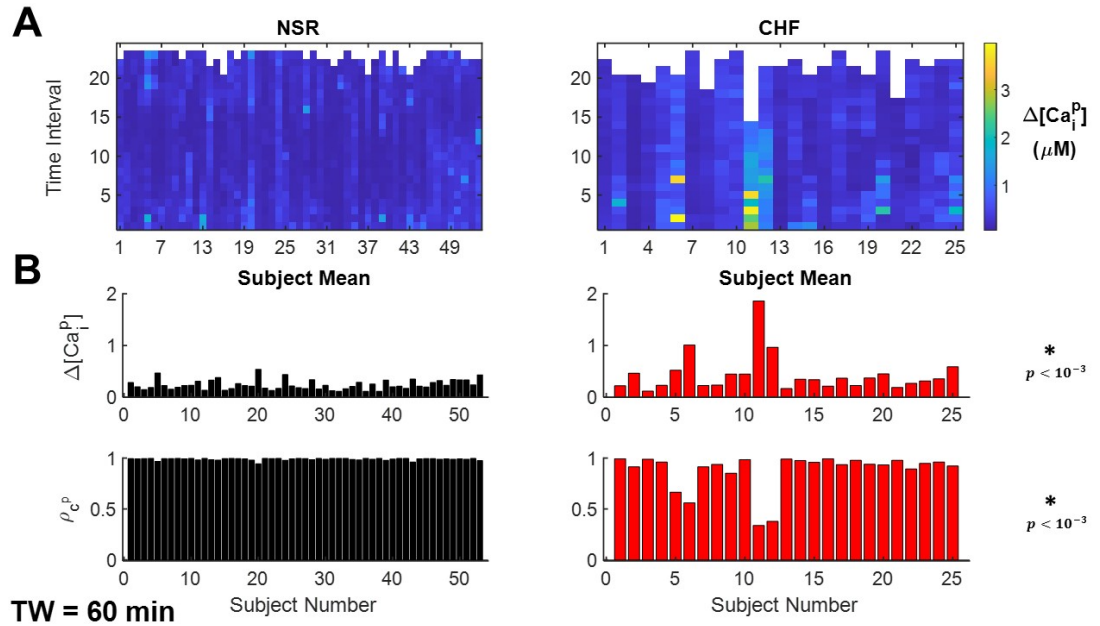 A
NSR
CHF
Time Interval
20
15
10
5
1 7 13 19 25 31 37 43 49
20
15
10
5
1 4 7 10 13 16 19 22 25
3
2
1
Δ[Ca_i^p]
(μM)
B
Subject Mean
Subject Mean
Δ[Ca_i^p]
2
1
0
0 10 20 30 40 50
2
1
0
0 5 10 15 20 25
*
p < 10^-3
ρ_c^p
1
0.5
0
0 10 20 30 40 50
1
0.5
0
0 5 10 15 20 25
*
p < 10^-3
Subject Number
Subject Number
TW = 60 min